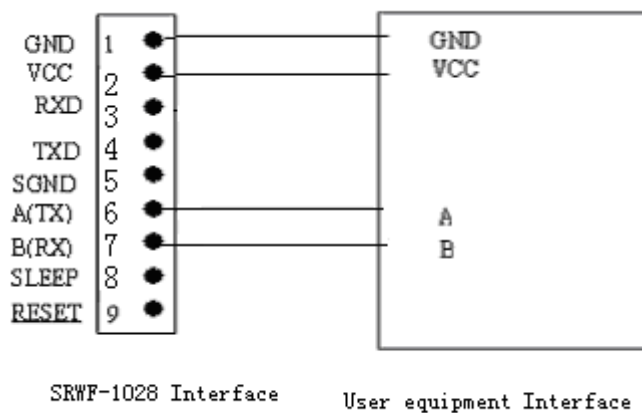 GND 1 GND
VCC 2 VCC
RXD 3
TXD 4
SGND 5
A(TX) 6 A
B(RX) 7 B
SLEEP 8
RESET 9
SRWF-1028 Interface User equipment Interface